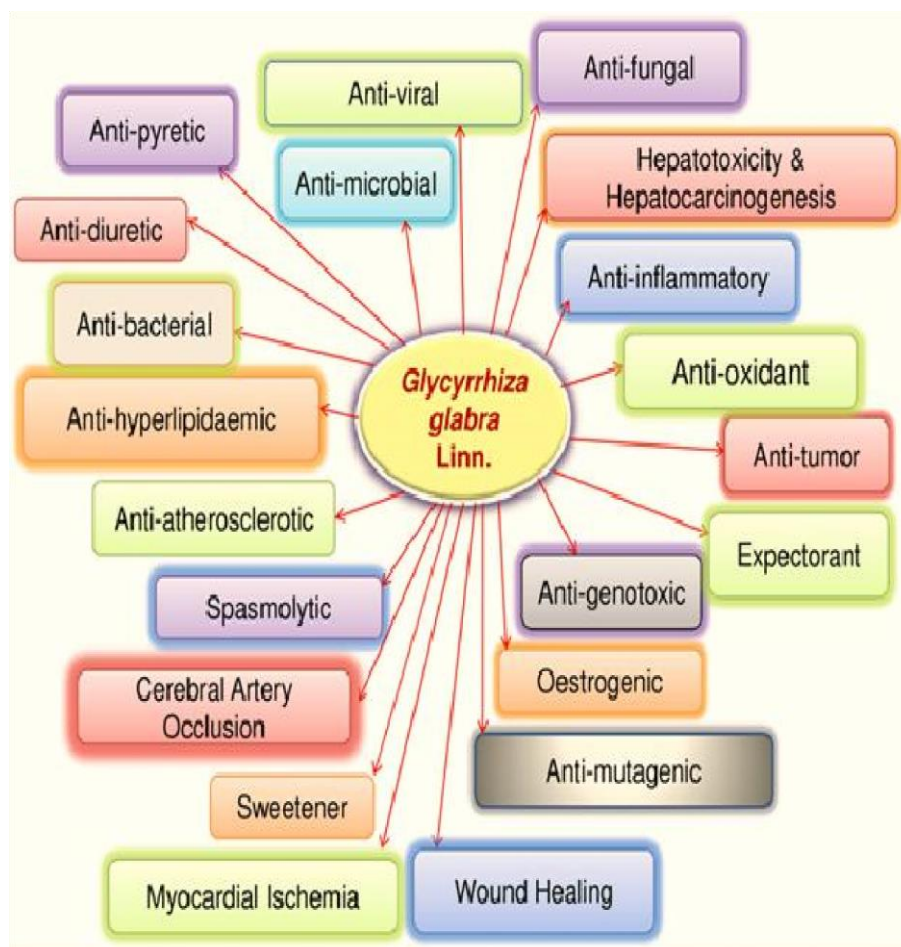 Anti-fungal
Anti-viral
Anti-pyretic
Anti-microbial
Hepatotoxicity &
Hepatocarcinogenesis
Anti-diuretic
Anti-inflammatory
Anti-bacterial
Anti-oxidant
Glycyrrhiza
glabra
Linn.
Anti-hyperlipidaemic
Anti-tumor
Anti-atherosclerotic
Expectorant
Anti-genotoxic
Spasmolytic
Oestrogenic
Cerebral Artery
Occlusion
Anti-mutagenic
Sweetener
Myocardial Ischemia
Wound Healing